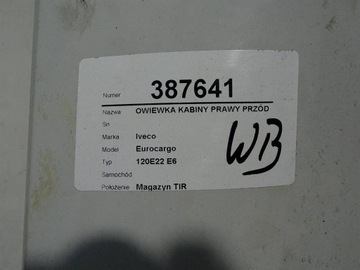 Numer 387641
Nazwa OWIEWKA KABINY PRAWY PRZÓD
Sn
Marka Iveco
Model Eurocargo
Typ 120E22 E6
Samochód
Położenie Magazyn TIR
WB